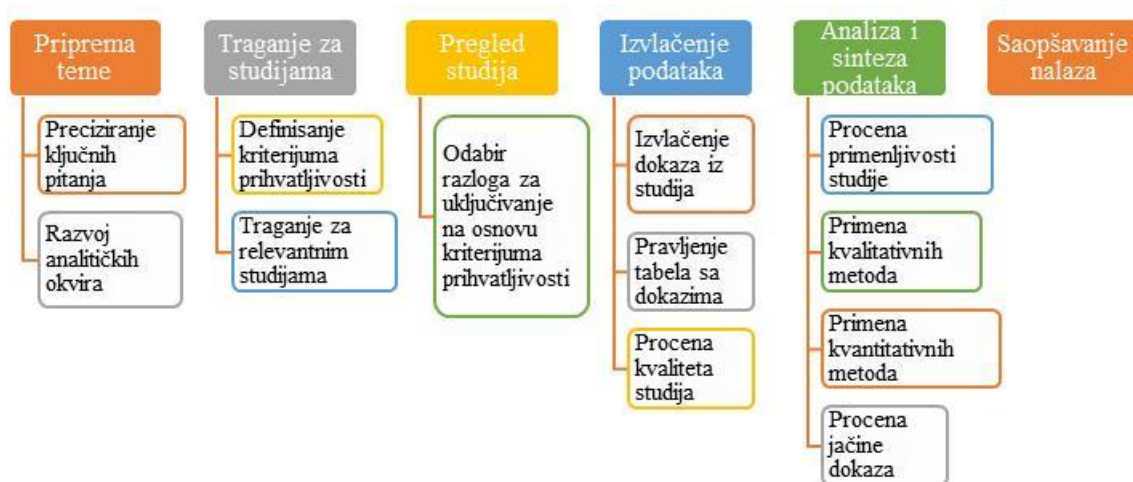 Priprema
teme
Preciziranje
ključnih
pitanja
Razvoj
analitičkih
okvira
Traganje za
studijama
Definisanje
kriterijuma
prihvatljivosti
Traganje za
relevantnim
studijama
Pregled
studija
Odabir
razloga za
uključivanje
na osnovu
kriterijuma
prihvatljivosti
Izvlačenje
podataka
Izvlačenje
dokaza iz
studija
Pravljenje
tabela sa
dokazima
Procena
kvaliteta
studija
Analiza i
sinteza
podataka
Procena
primenljivosti
studije
Primena
kvalitativnih
metoda
Primena
kvantitativnih
metoda
Procena
jačine
dokaza
Saopšavanje
nalaza